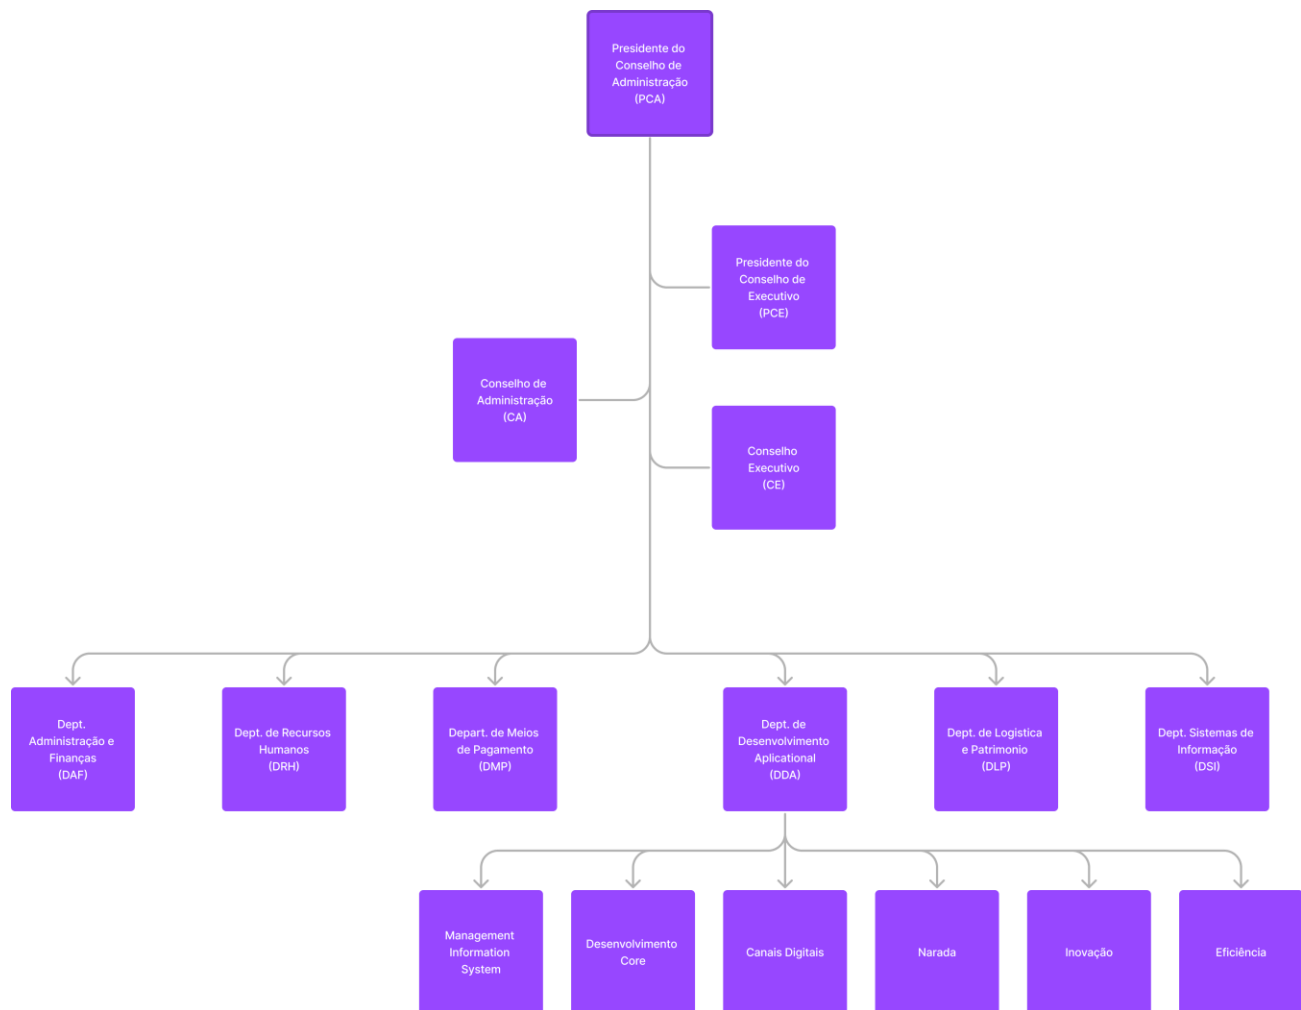 Presidente do
Conselho de
Administração
(PCA)
Presidente do
Conselho de
Executivo
(PCE)
Conselho de
Administração
(CA)
Conselho
Executivo
(CE)
Dept.
Administração e
Finanças
(DAF)
Dept. de Recursos
Humanos
(DRH)
Depart. de Meios
de Pagamento
(DMP)
Dept. de
Desenvolvimento
Aplicational
(DDA)
Dept. de Logistica
e Patrimonio
(DLP)
Dept. Sistemas de
Informação
(DSI)
Management
Information
System
Desenvolvimento
Core
Canais Digitais
Narada
Inovação
Eficiência